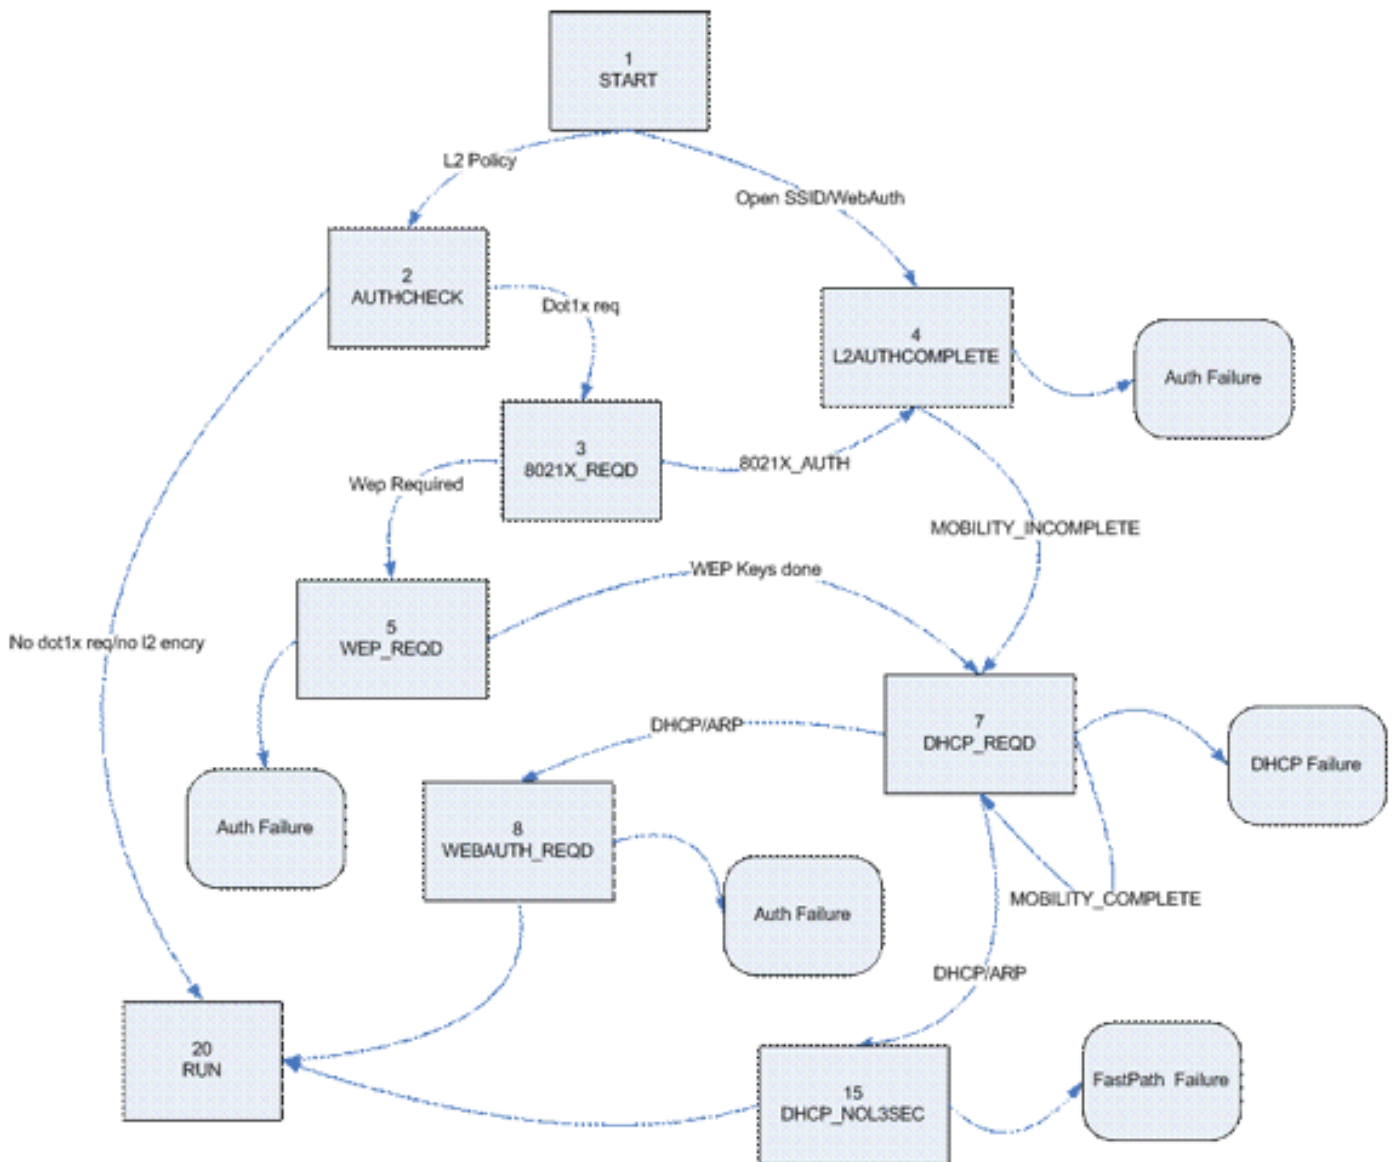 1
START
L2 Policy
Open SSID/WebAuth
2
AUTHCHECK
Dot1x req
4
L2AUTHCOMPLETE
Auth Failure
3
8021X_REQD
8021X_AUTH
Wep Required
MOBILITY_INCOMPLETE
WEP Keys done
5
WEP_REQD
No dot1x req/no l2 encry
7
DHCP_REQD
DHCP/ARP
DHCP Failure
Auth Failure
8
WEBAUTH_REQD
MOBILITY_COMPLETE
Auth Failure
DHCP/ARP
20
RUN
15
DHCP_NOL3SEC
FastPath Failure